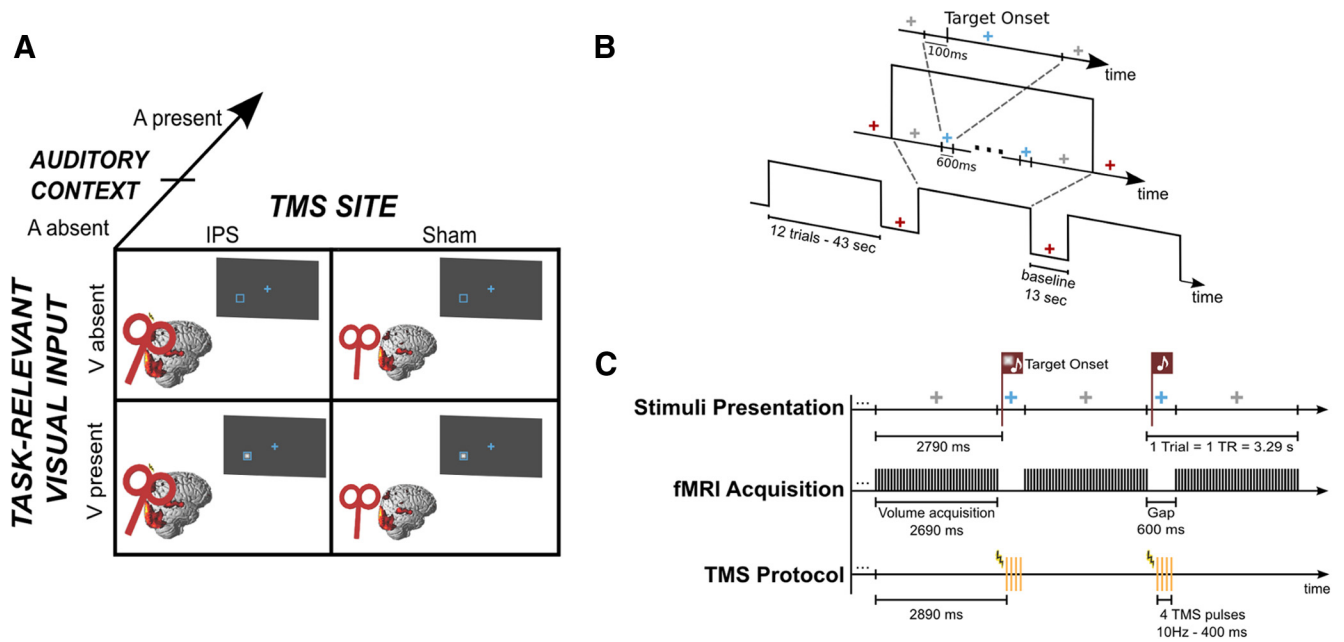 A
A present
AUDITORY
CONTEXT
A absent
TMS SITE
IPS
Sham
TASK-RELEVANT
VISUAL INPUT
V absent
V present
B
Target Onset
100ms
time
600ms
time
12 trials - 43 sec
baseline
13 sec
time
C
Target Onset
Stimuli Presentation
...
2790 ms
1 Trial = 1 TR = 3.29 s
fMRI Acquisition
...
Volume acquisition
2690 ms
Gap
600 ms
TMS Protocol
...
time
2890 ms
4 TMS pulses
10Hz - 400 ms